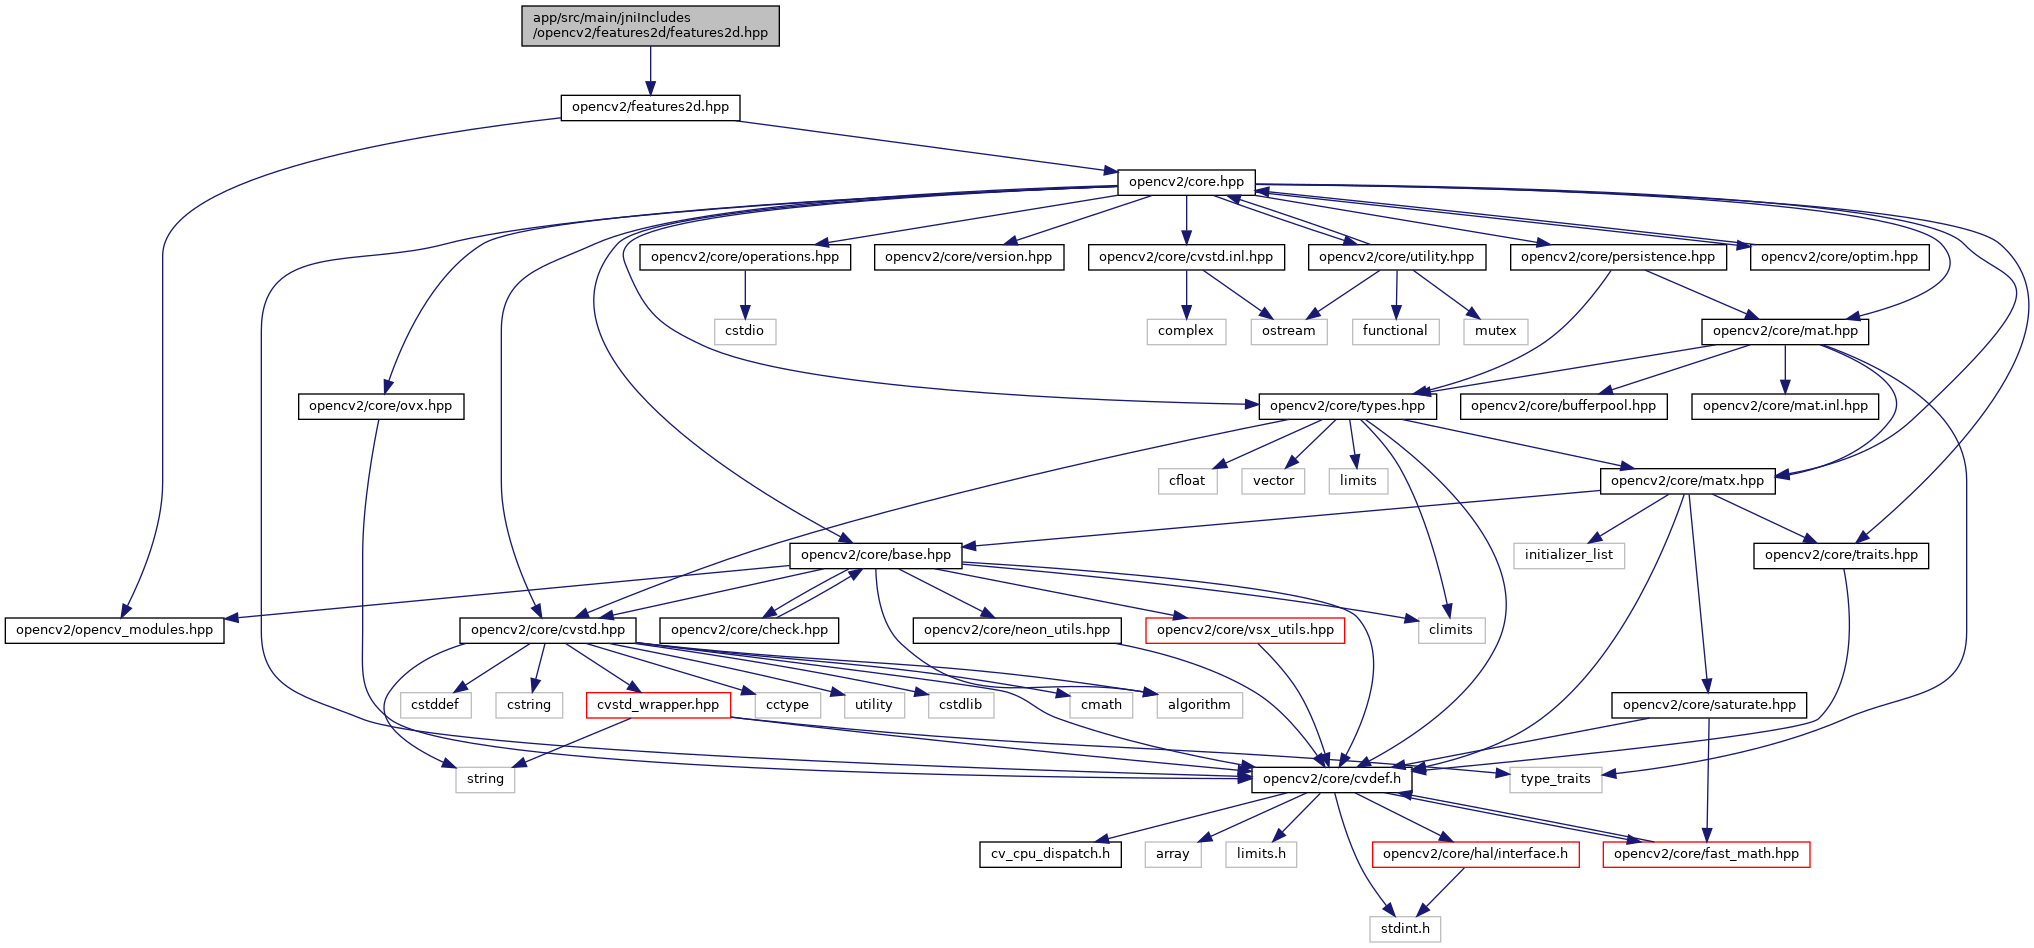 app/src/main/jniIncludes
/opencv2/features2d/features2d.hpp
opencv2/features2d.hpp
opencv2/core.hpp
opencv2/core/operations.hpp
opencv2/core/version.hpp
opencv2/core/cvstd.inl.hpp
opencv2/core/utility.hpp
opencv2/core/persistence.hpp
opencv2/core/optim.hpp
cstdio
complex
ostream
functional
mutex
opencv2/core/mat.hpp
opencv2/core/ovx.hpp
opencv2/core/types.hpp
opencv2/core/bufferpool.hpp
opencv2/core/mat.inl.hpp
cfloat
vector
limits
opencv2/core/matx.hpp
opencv2/core/base.hpp
initializer_list
opencv2/core/traits.hpp
opencv2/opencv_modules.hpp
opencv2/core/cvstd.hpp
opencv2/core/check.hpp
opencv2/core/neon_utils.hpp
opencv2/core/vsx_utils.hpp
climits
cstddef
cstring
cvstd_wrapper.hpp
cctype
utility
cstdlib
cmath
algorithm
opencv2/core/saturate.hpp
string
opencv2/core/cvdef.h
type_traits
cv_cpu_dispatch.h
array
limits.h
opencv2/core/hal/interface.h
opencv2/core/fast_math.hpp
stdint.h